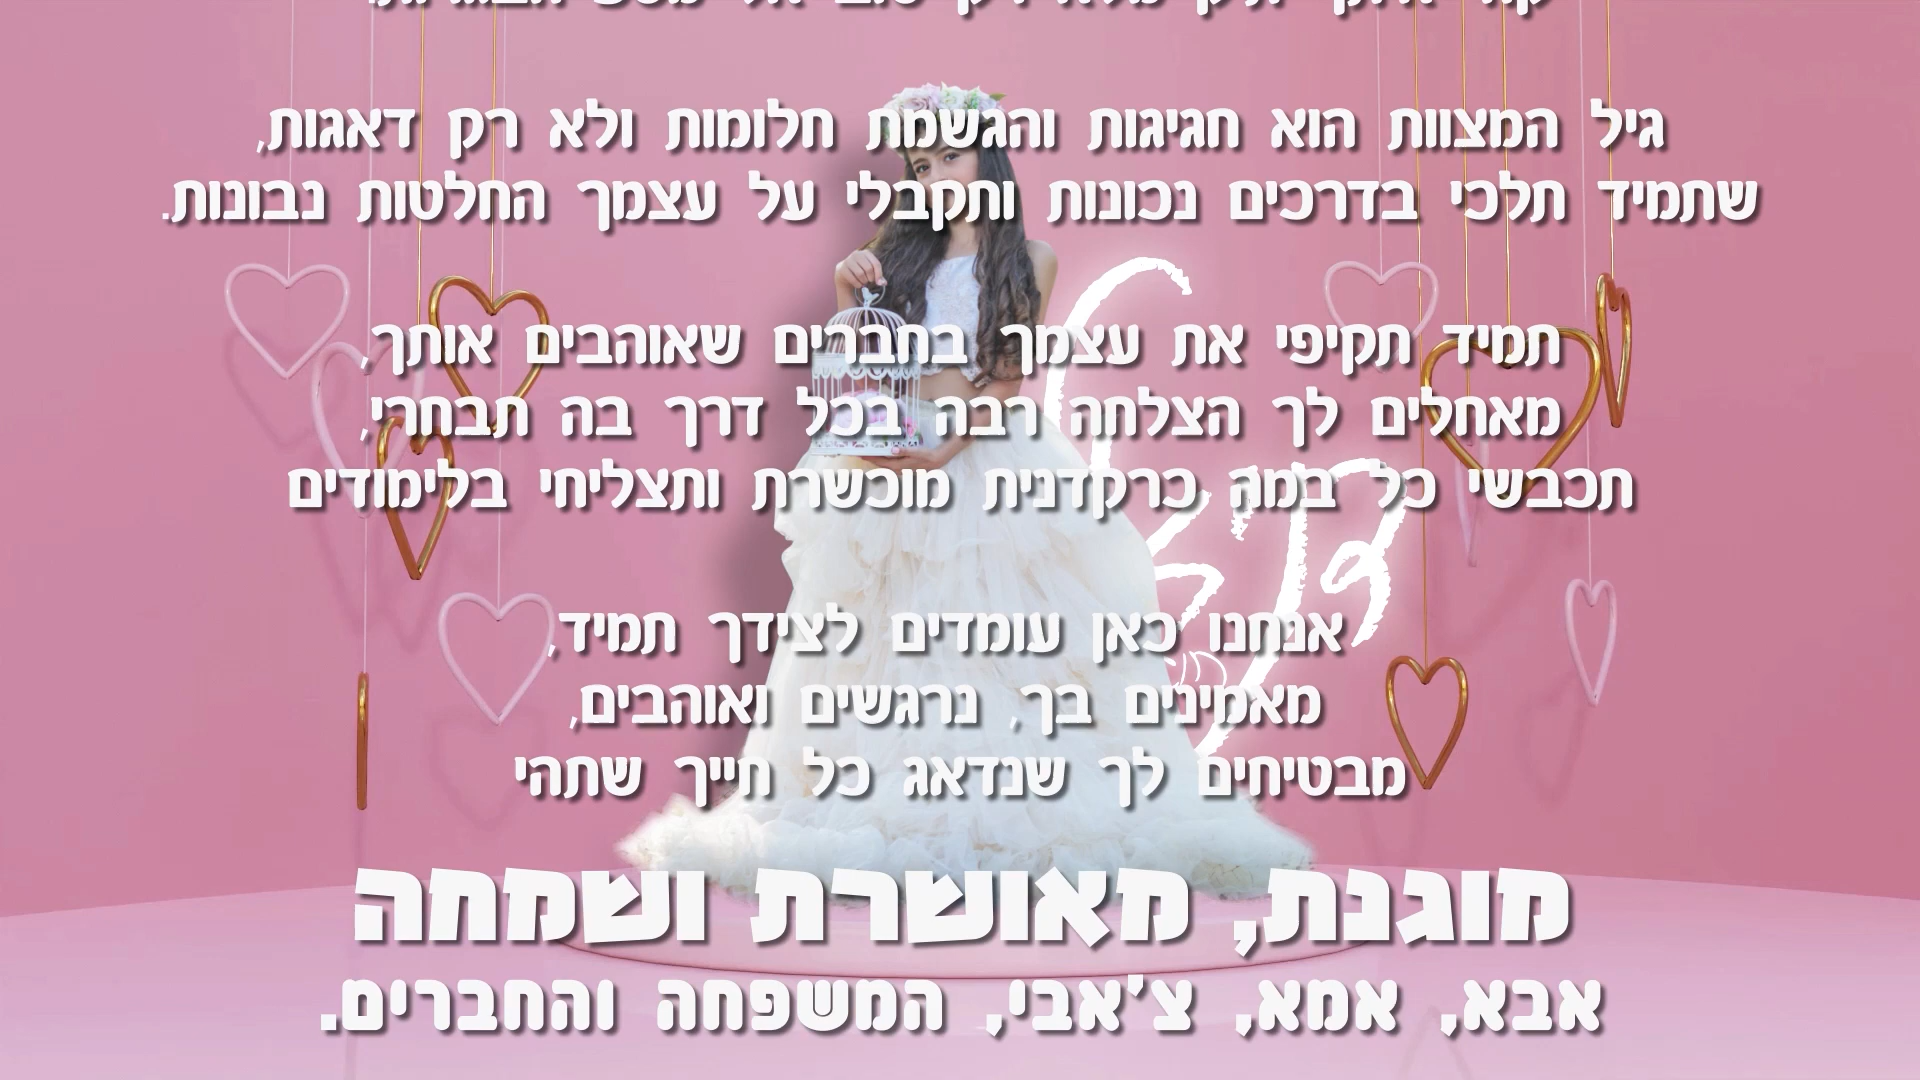 גיל המצוות הוא חגיגות והגשמת חלומות ולא רק דאגות,
שתמיד תלכי בדרכים נכונות ותקבלי על עצמך החלטות נבונות.
תמיד תקיפי את עצמך בחברים שאוהבים אותך,
מאחלים לך הצלחה רבה בכל דרך בה תבחרי,
תכבשי כל במה כרקדנית מוכשרת ותצליחי בלימודים
אנחנו כאן עומדים לצידך תמיד,
מאמינים בך, נרגשים ואוהבים,
מבטיחים לך שנדאג כל חייך שתהי
מוגנת, מאושרת ושמחה
אבא, אמא, צ'אבי, המשפחה והחברים.